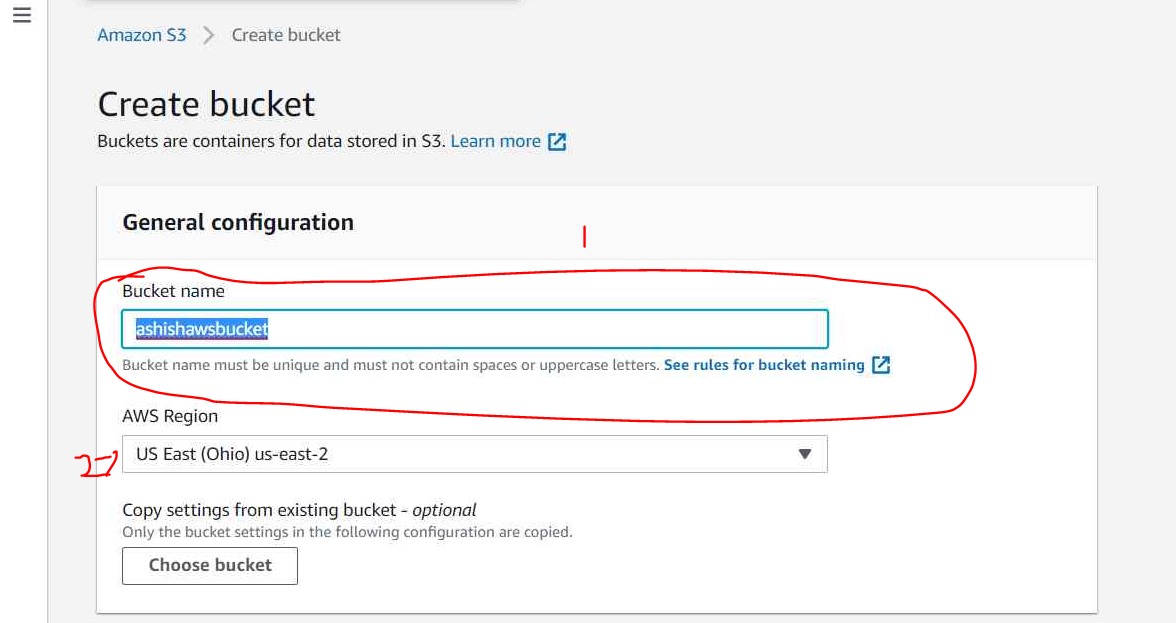 Amazon S3 > Create bucket
Create bucket
Buckets are containers for data stored in S3. Learn more
General configuration
1
Bucket name
ashishawsbucket
Bucket name must be unique and must not contain spaces or uppercase letters. See rules for bucket naming
AWS Region
2
US East (Ohio) us-east-2
Copy settings from existing bucket - optional
Only the bucket settings in the following configuration are copied.
Choose bucket